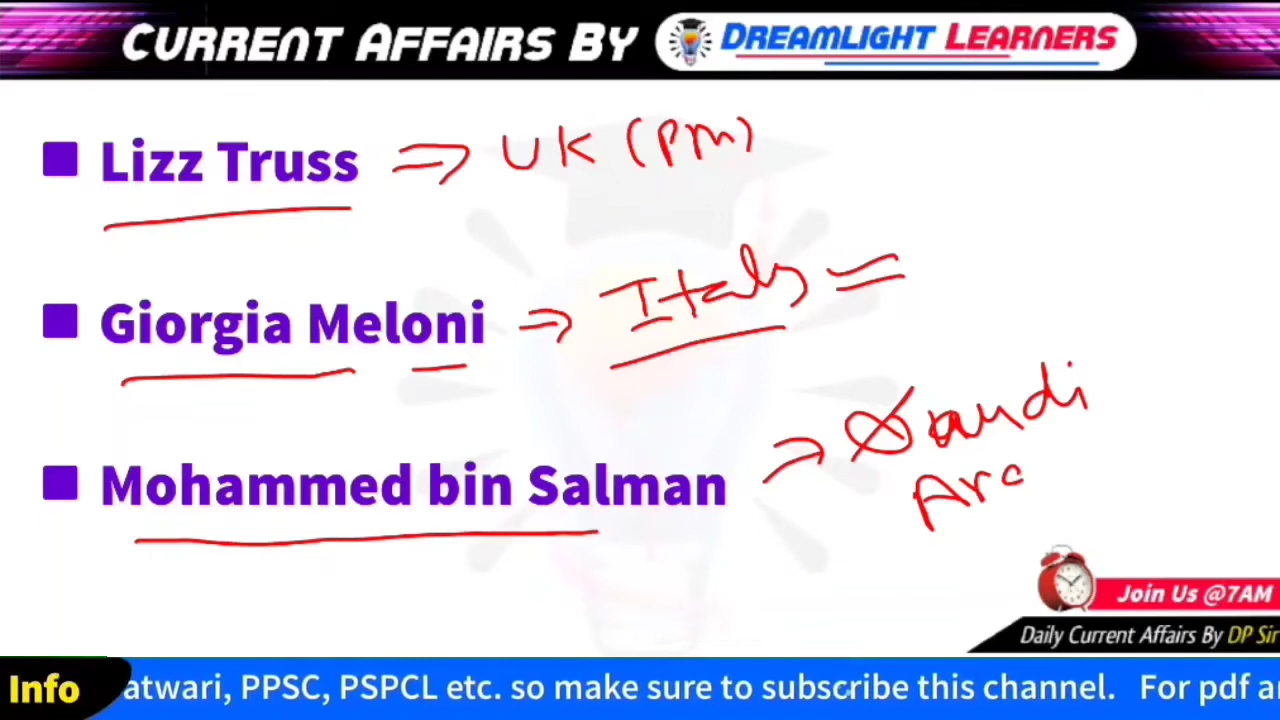 CURRENT AFFAIRS BY DREAMLIGHT LEARNERS
Lizz Truss ⇒ UK (PM)
Giorgia Meloni ⇒ Italy =
Mohammed bin Salman ⇒ Saudi
Ara
Join Us @7AM
Daily Current Affairs By DP Sir
Info atwari, PPSC, PSPCL etc. so make sure to subscribe this channel. For pdf an